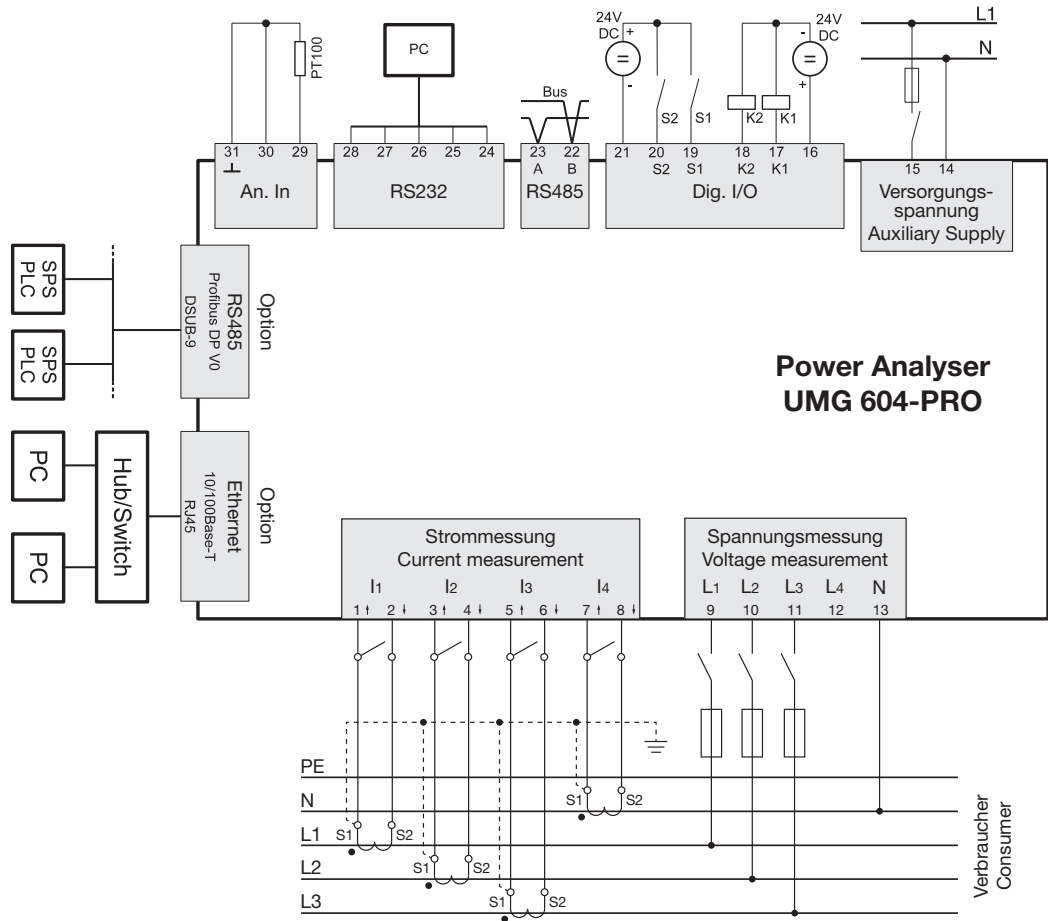 24V
DC
+
-
24V
DC
-
+
L1
N
PT100
PC
Bus
S2
S1
K2
K1
31
30
29
28
27
26
25
24
23
22
21
20
19
18
17
16
15
14
A
B
S2
S1
K2
K1
An. In
RS232
RS485
Dig. I/O
Versorgungs-
spannung
Auxiliary Supply
SPS
PLC
SPS
PLC
RS485
Profibus DP V0
DSUB-9
Option
Power Analyser
UMG 604-PRO
PC
PC
Hub/Switch
Ethernet
10/100Base-T
RJ45
Option
Strommessung
Current measurement
I1
I2
I3
I4
1
2
3
4
5
6
7
8
Spannungsmessung
Voltage measurement
L1
L2
L3
L4
N
9
10
11
12
13
PE
N
S1
S2
L1
S1
S2
L2
S1
S2
L3
S1
S2
Verbraucher
Consumer